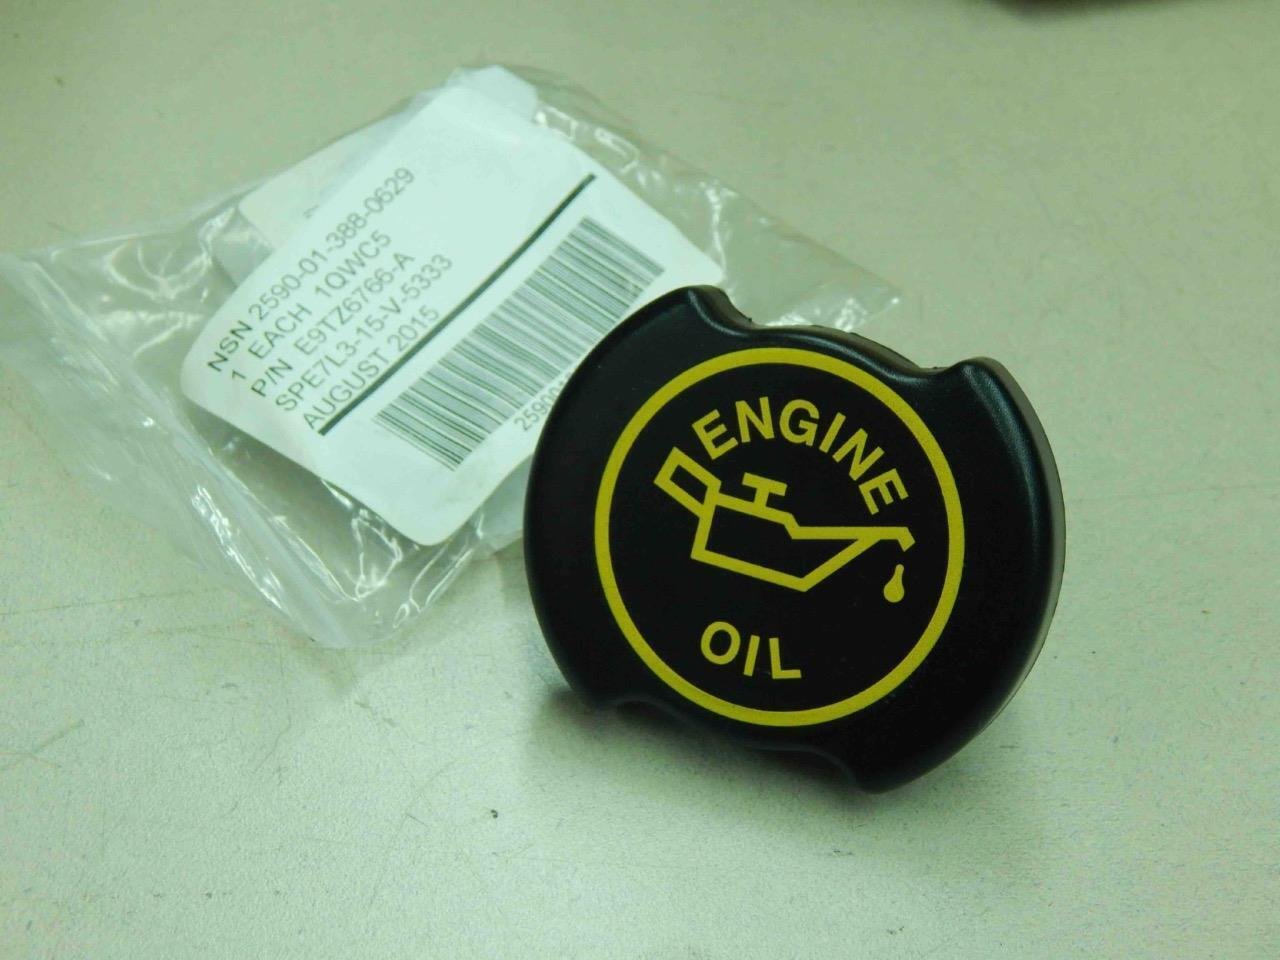 NSN 2590-01-388-0629
1 EACH 1QWC5
P/N E9TZ6766-A
SPE7L3-15-V-5333
AUGUST 2015
ENGINE
OIL